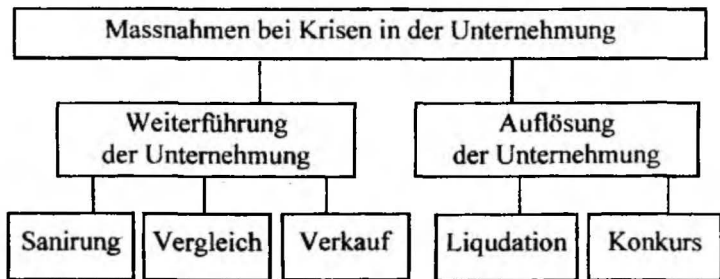 Massnahmen bei Krisen in der Unternehmung
Weiterführung
der Unternehmung
Auflösung
der Unternehmung
Sanirung
Vergleich
Verkauf
Liqudation
Konkurs